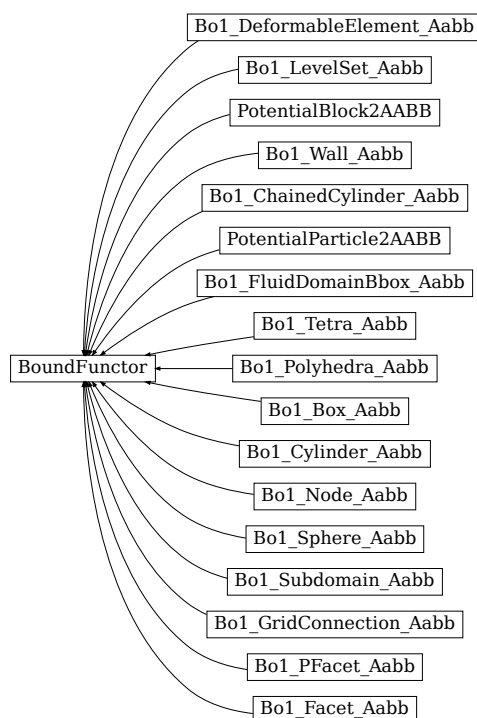 Bo1_DeformableElement_Aabb
Bo1_LevelSet_Aabb
PotentialBlock2AABB
Bo1_Wall_Aabb
Bo1_ChainedCylinder_Aabb
PotentialParticle2AABB
Bo1_FluidDomainBbox_Aabb
Bo1_Tetra_Aabb
BoundFunctor
Bo1_Polyhedra_Aabb
Bo1_Box_Aabb
Bo1_Cylinder_Aabb
Bo1_Node_Aabb
Bo1_Sphere_Aabb
Bo1_Subdomain_Aabb
Bo1_GridConnection_Aabb
Bo1_PFacet_Aabb
Bo1_Facet_Aabb